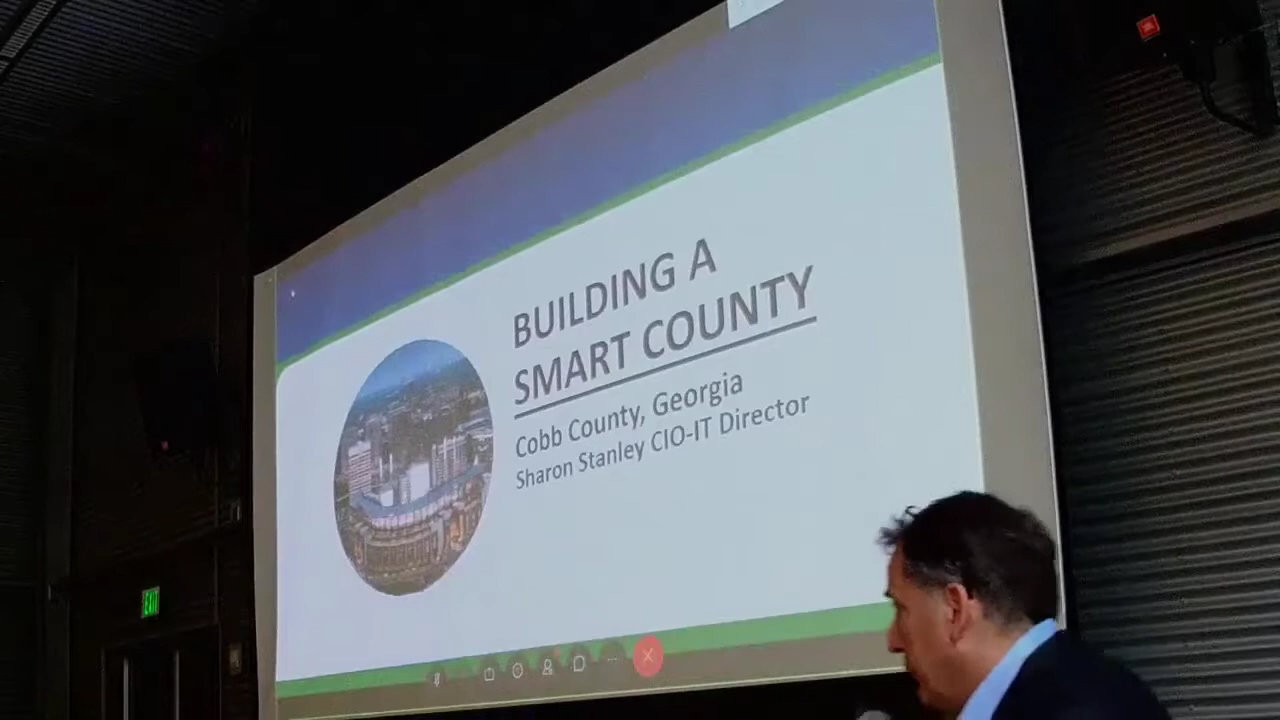 BUILDING A
SMART COUNTY
Cobb County, Georgia
Sharon Stanley CIO-IT Director
EXIT